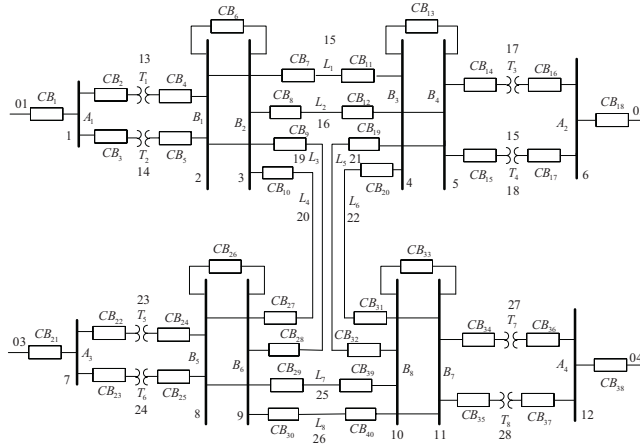 CB₆
CB₁₃
15
13
17
CB₂
T₁
CB₄
CB₇
L₁
CB₁₁
CB₁₄
T₃
CB₁₆
01
CB₁
A₁
1
B₁
B₂
CB₈
L₂
CB₁₂
16
B₃
B₄
A₂
CB₁₈
0
CB₃
T₂
CB₅
14
CB₉
19
L₃
L₅
CB₁₉
21
15
CB₁₅
T₄
CB₁₇
18
6
CB₁₀
L₄
20
L₆
22
CB₂₀
2
3
4
5
CB₂₆
CB₃₃
23
27
CB₂₂
T₅
CB₂₄
CB₂₇
CB₃₁
CB₃₄
T₇
CB₃₆
03
CB₂₁
A₃
7
B₅
B₆
CB₂₈
CB₃₂
B₈
B₇
A₄
04
CB₃₈
CB₂₃
T₆
CB₂₅
24
CB₂₉
L₇
CB₃₉
25
CB₃₅
T₈
CB₃₇
28
12
8
9
CB₃₀
L₈
CB₄₀
26
10
11